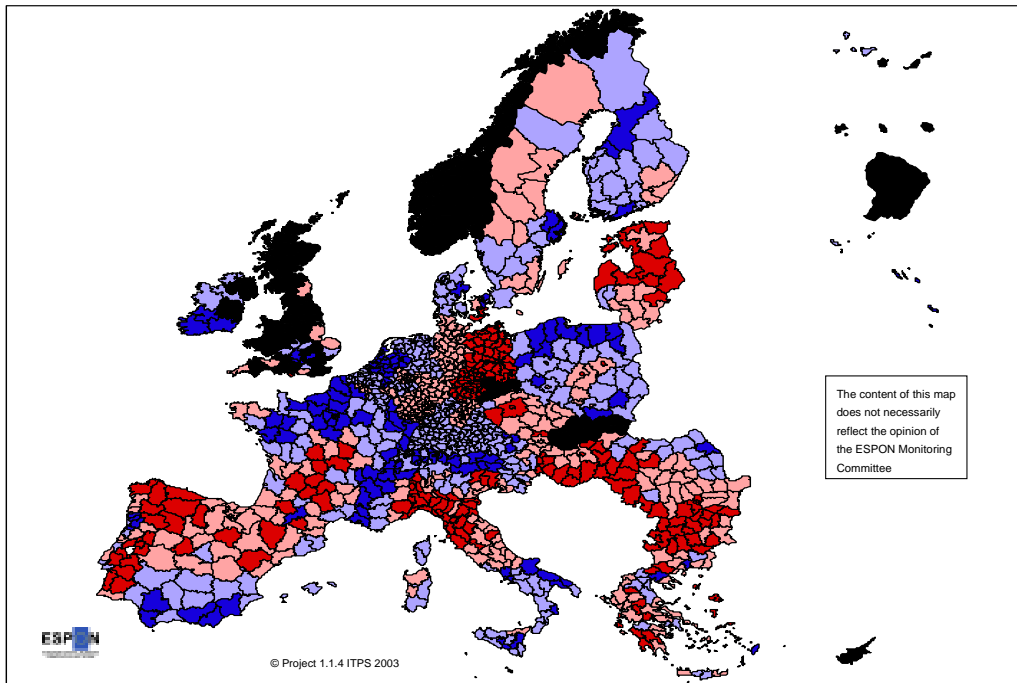 The content of this map
does not necessarily
reflect the opinion of
the ESPON Monitoring
Committee
ESPON
© Project 1.1.4 ITPS 2003